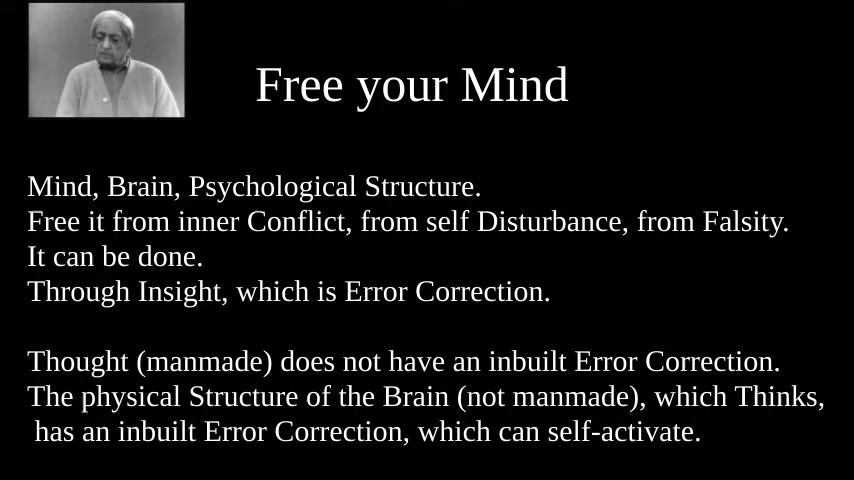 Free your Mind
Mind, Brain, Psychological Structure.
Free it from inner Conflict, from self Disturbance, from Falsity.
It can be done.
Through Insight, which is Error Correction.
Thought (manmade) does not have an inbuilt Error Correction.
The physical Structure of the Brain (not manmade), which Thinks,
has an inbuilt Error Correction, which can self-activate.